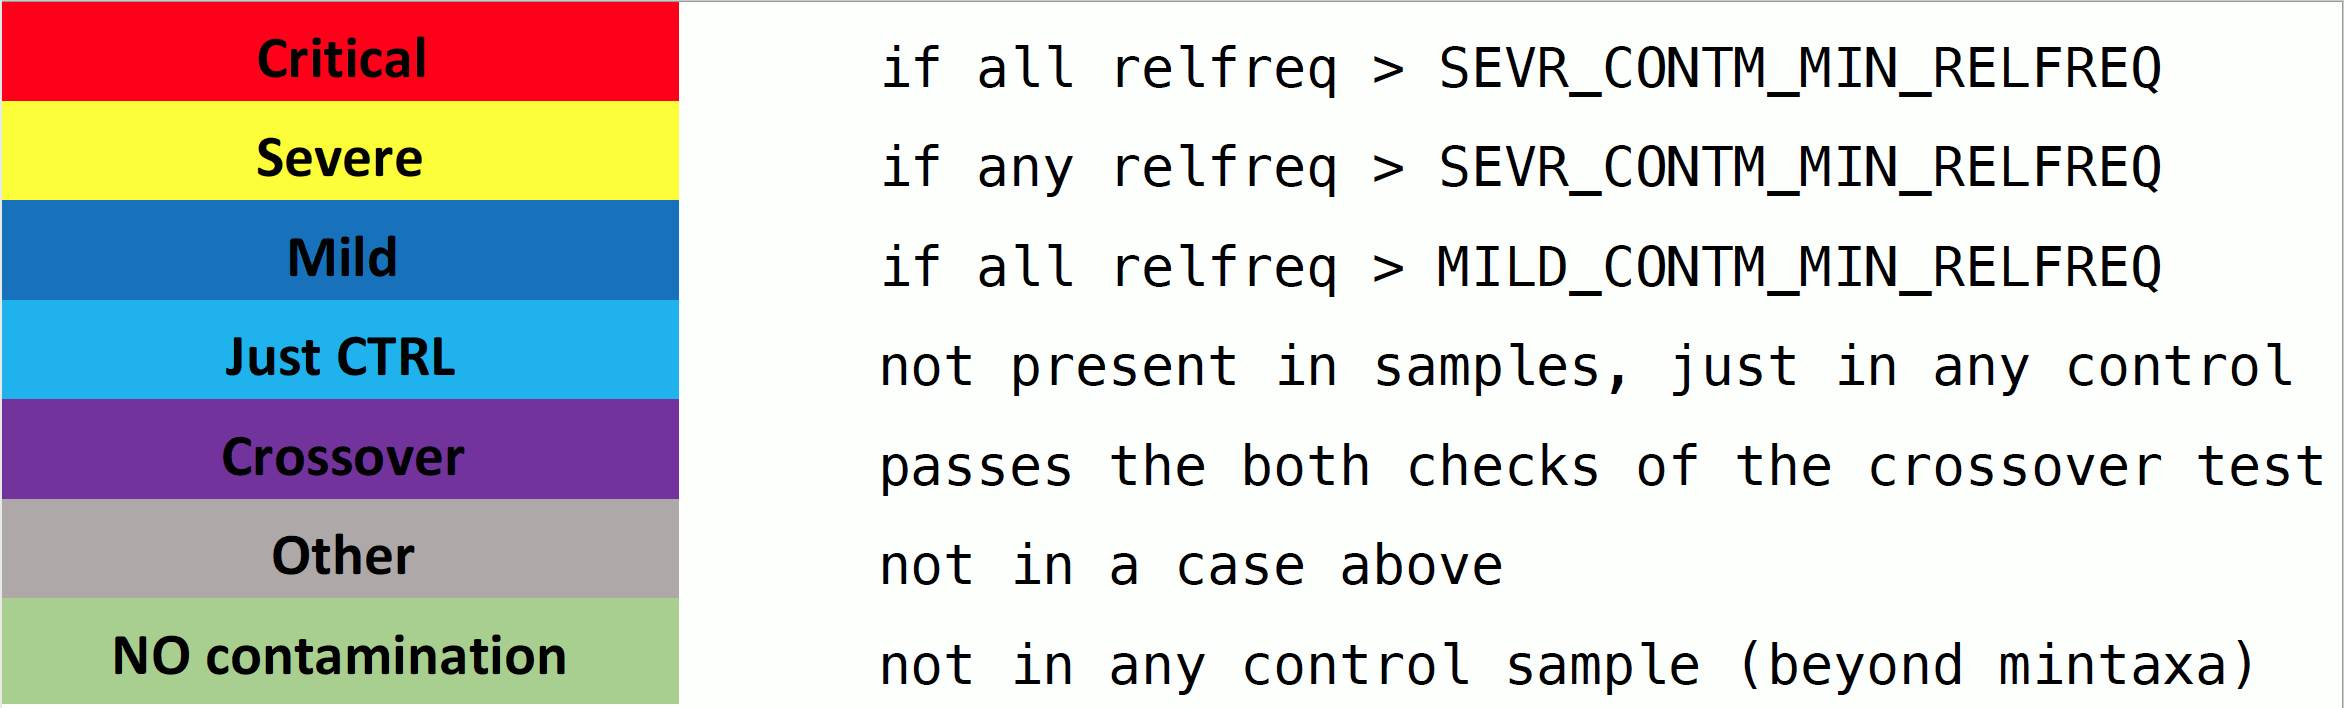 Critical if all relfreq > SEVR_CONTM_MIN_RELFREQ
Severe if any relfreq > SEVR_CONTM_MIN_RELFREQ
Mild if all relfreq > MILD_CONTM_MIN_RELFREQ
Just CTRL not present in samples, just in any control
Crossover passes the both checks of the crossover test
Other not in a case above
NO contamination not in any control sample (beyond mintaxa)